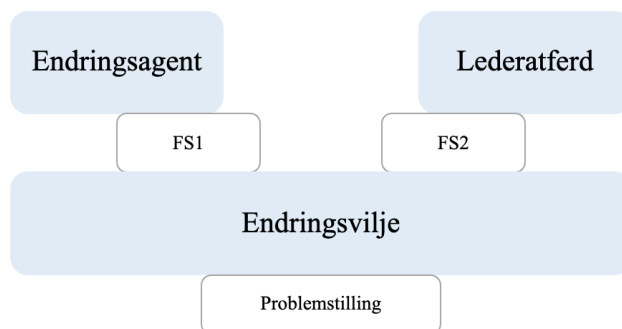 Endringsagent
Lederatferd
FS1
FS2
Endringsvilje
Problemstilling